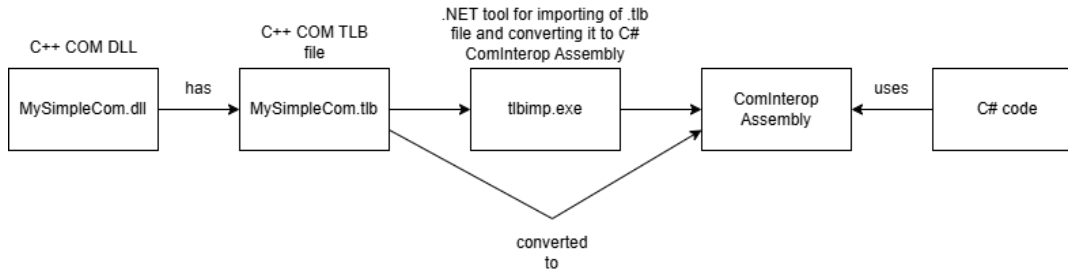 C++ COM DLL
MySimpleCom.dll
has
C++ COM TLB
file
MySimpleCom.tlb
.NET tool for importing of .tlb
file and converting it to C#
ComInterop Assembly
tlbimp.exe
ComInterop
Assembly
uses
C# code
converted
to